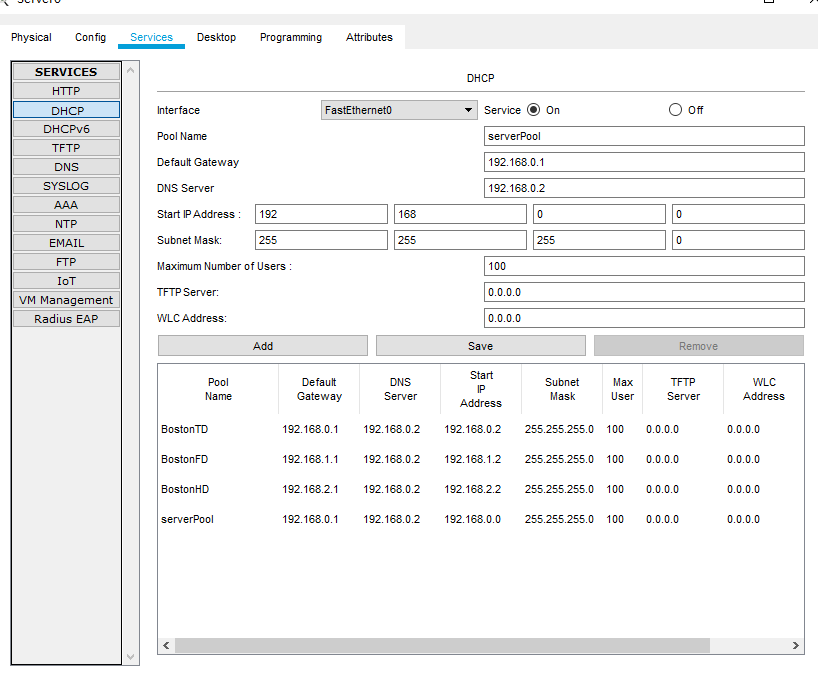 Server0
Physical Config Services Desktop Programming Attributes
SERVICES
HTTP
DHCP
DHCPv6
TFTP
DNS
SYSLOG
AAA
NTP
EMAIL
FTP
IoT
VM Management
Radius EAP
DHCP
Interface FastEthernet0 Service On Off
Pool Name serverPool
Default Gateway 192.168.0.1
DNS Server 192.168.0.2
Start IP Address : 192 168 0 0
Subnet Mask: 255 255 255 0
Maximum Number of Users : 100
TFTP Server: 0.0.0.0
WLC Address: 0.0.0.0
Add Save Remove
Pool Name Default Gateway DNS Server Start IP Address Subnet Mask Max User TFTP Server WLC Address
BostonTD 192.168.0.1 192.168.0.2 192.168.0.2 255.255.255.0 100 0.0.0.0 0.0.0.0
BostonFD 192.168.1.1 192.168.0.2 192.168.1.2 255.255.255.0 100 0.0.0.0 0.0.0.0
BostonHD 192.168.2.1 192.168.0.2 192.168.2.2 255.255.255.0 100 0.0.0.0 0.0.0.0
serverPool 192.168.0.1 192.168.0.2 192.168.0.0 255.255.255.0 100 0.0.0.0 0.0.0.0